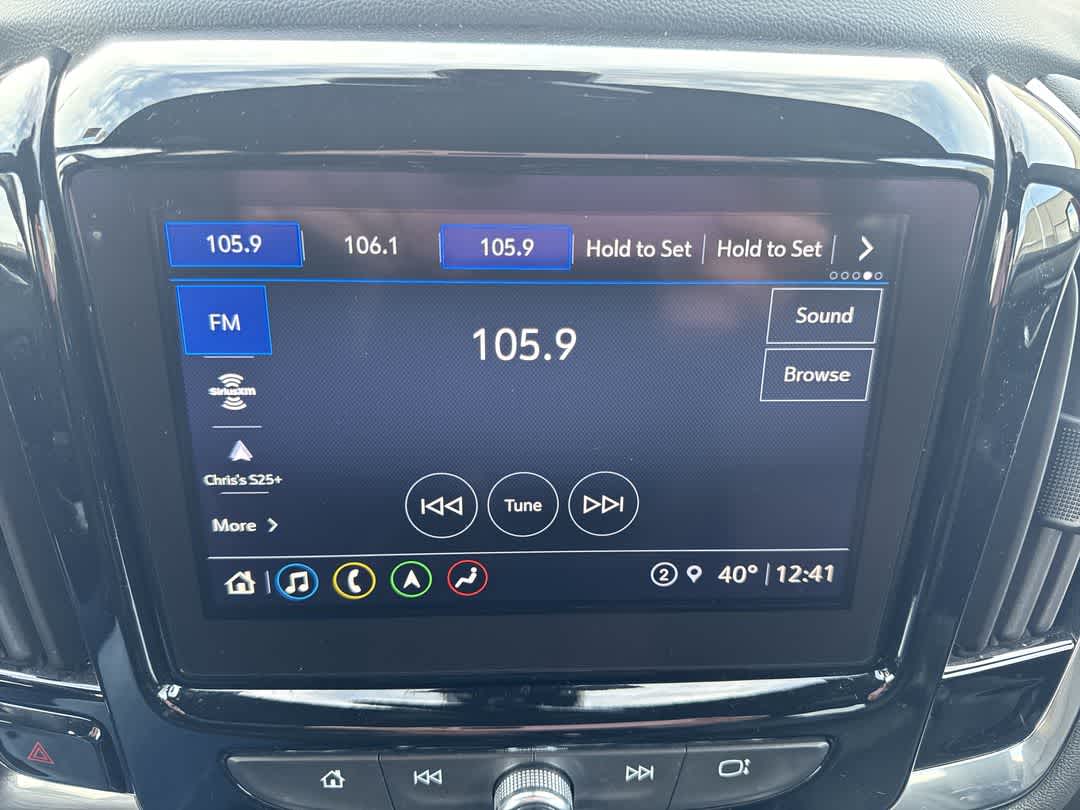 105.9 106.1 105.9 Hold to Set Hold to Set
FM
105.9
Sound
Browse
SiriusXM
Chris's S25+
More
Tune
2 40° 12:41